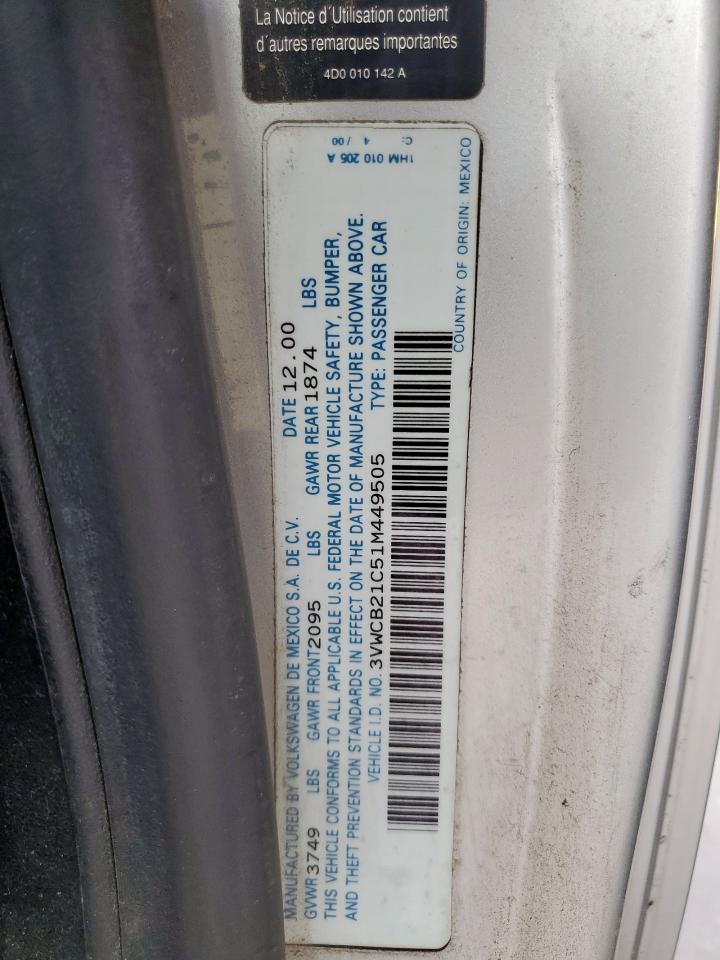 La Notice d´Utilisation contient
d´autres remarques importantes
4D0 010 142 A
MANUFACTURED BY VOLKSWAGEN DE MEXICO S.A. DE C.V. DATE 12.00
GVWR 3749 LBS GAWR FRONT 2095 LBS GAWR REAR 1874 LBS
THIS VEHICLE CONFORMS TO ALL APPLICABLE U.S. FEDERAL MOTOR VEHICLE SAFETY, BUMPER,
AND THEFT PREVENTION STANDARDS IN EFFECT ON THE DATE OF MANUFACTURE SHOWN ABOVE.
VEHICLE I.D. NO. 3VWCB21C51M449505 TYPE: PASSENGER CAR
COUNTRY OF ORIGIN: MEXICO
1HM 010 205 A
C. 4 / 00